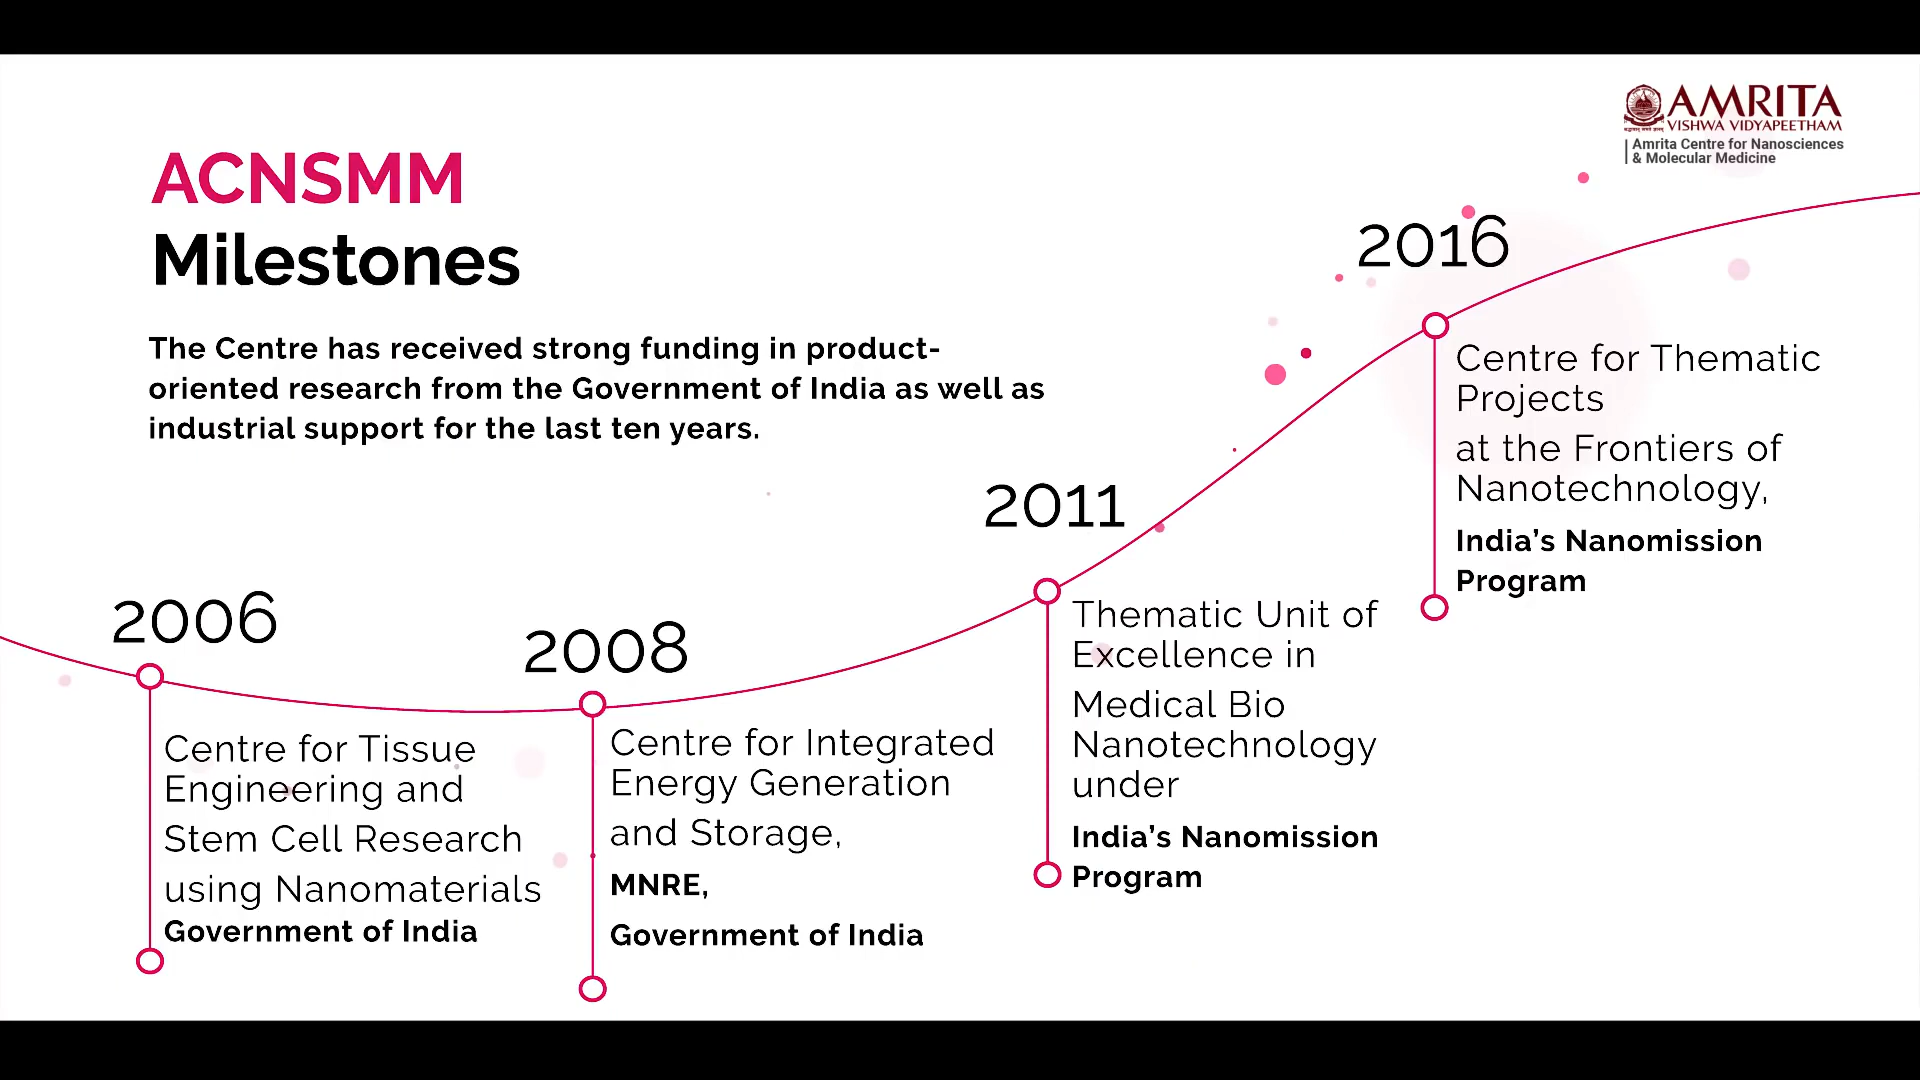 AMRITA
VISHWA VIDYAPEETHAM
Amrita Centre for Nanosciences
& Molecular Medicine
ACNSMM
Milestones
The Centre has received strong funding in product-
oriented research from the Government of India as well as
industrial support for the last ten years.
2006
Centre for Tissue
Engineering and
Stem Cell Research
using Nanomaterials
Government of India
2008
Centre for Integrated
Energy Generation
and Storage,
MNRE,
Government of India
2011
Thematic Unit of
Excellence in
Medical Bio
Nanotechnology
under
India’s Nanomission
Program
2016
Centre for Thematic
Projects
at the Frontiers of
Nanotechnology,
India’s Nanomission
Program